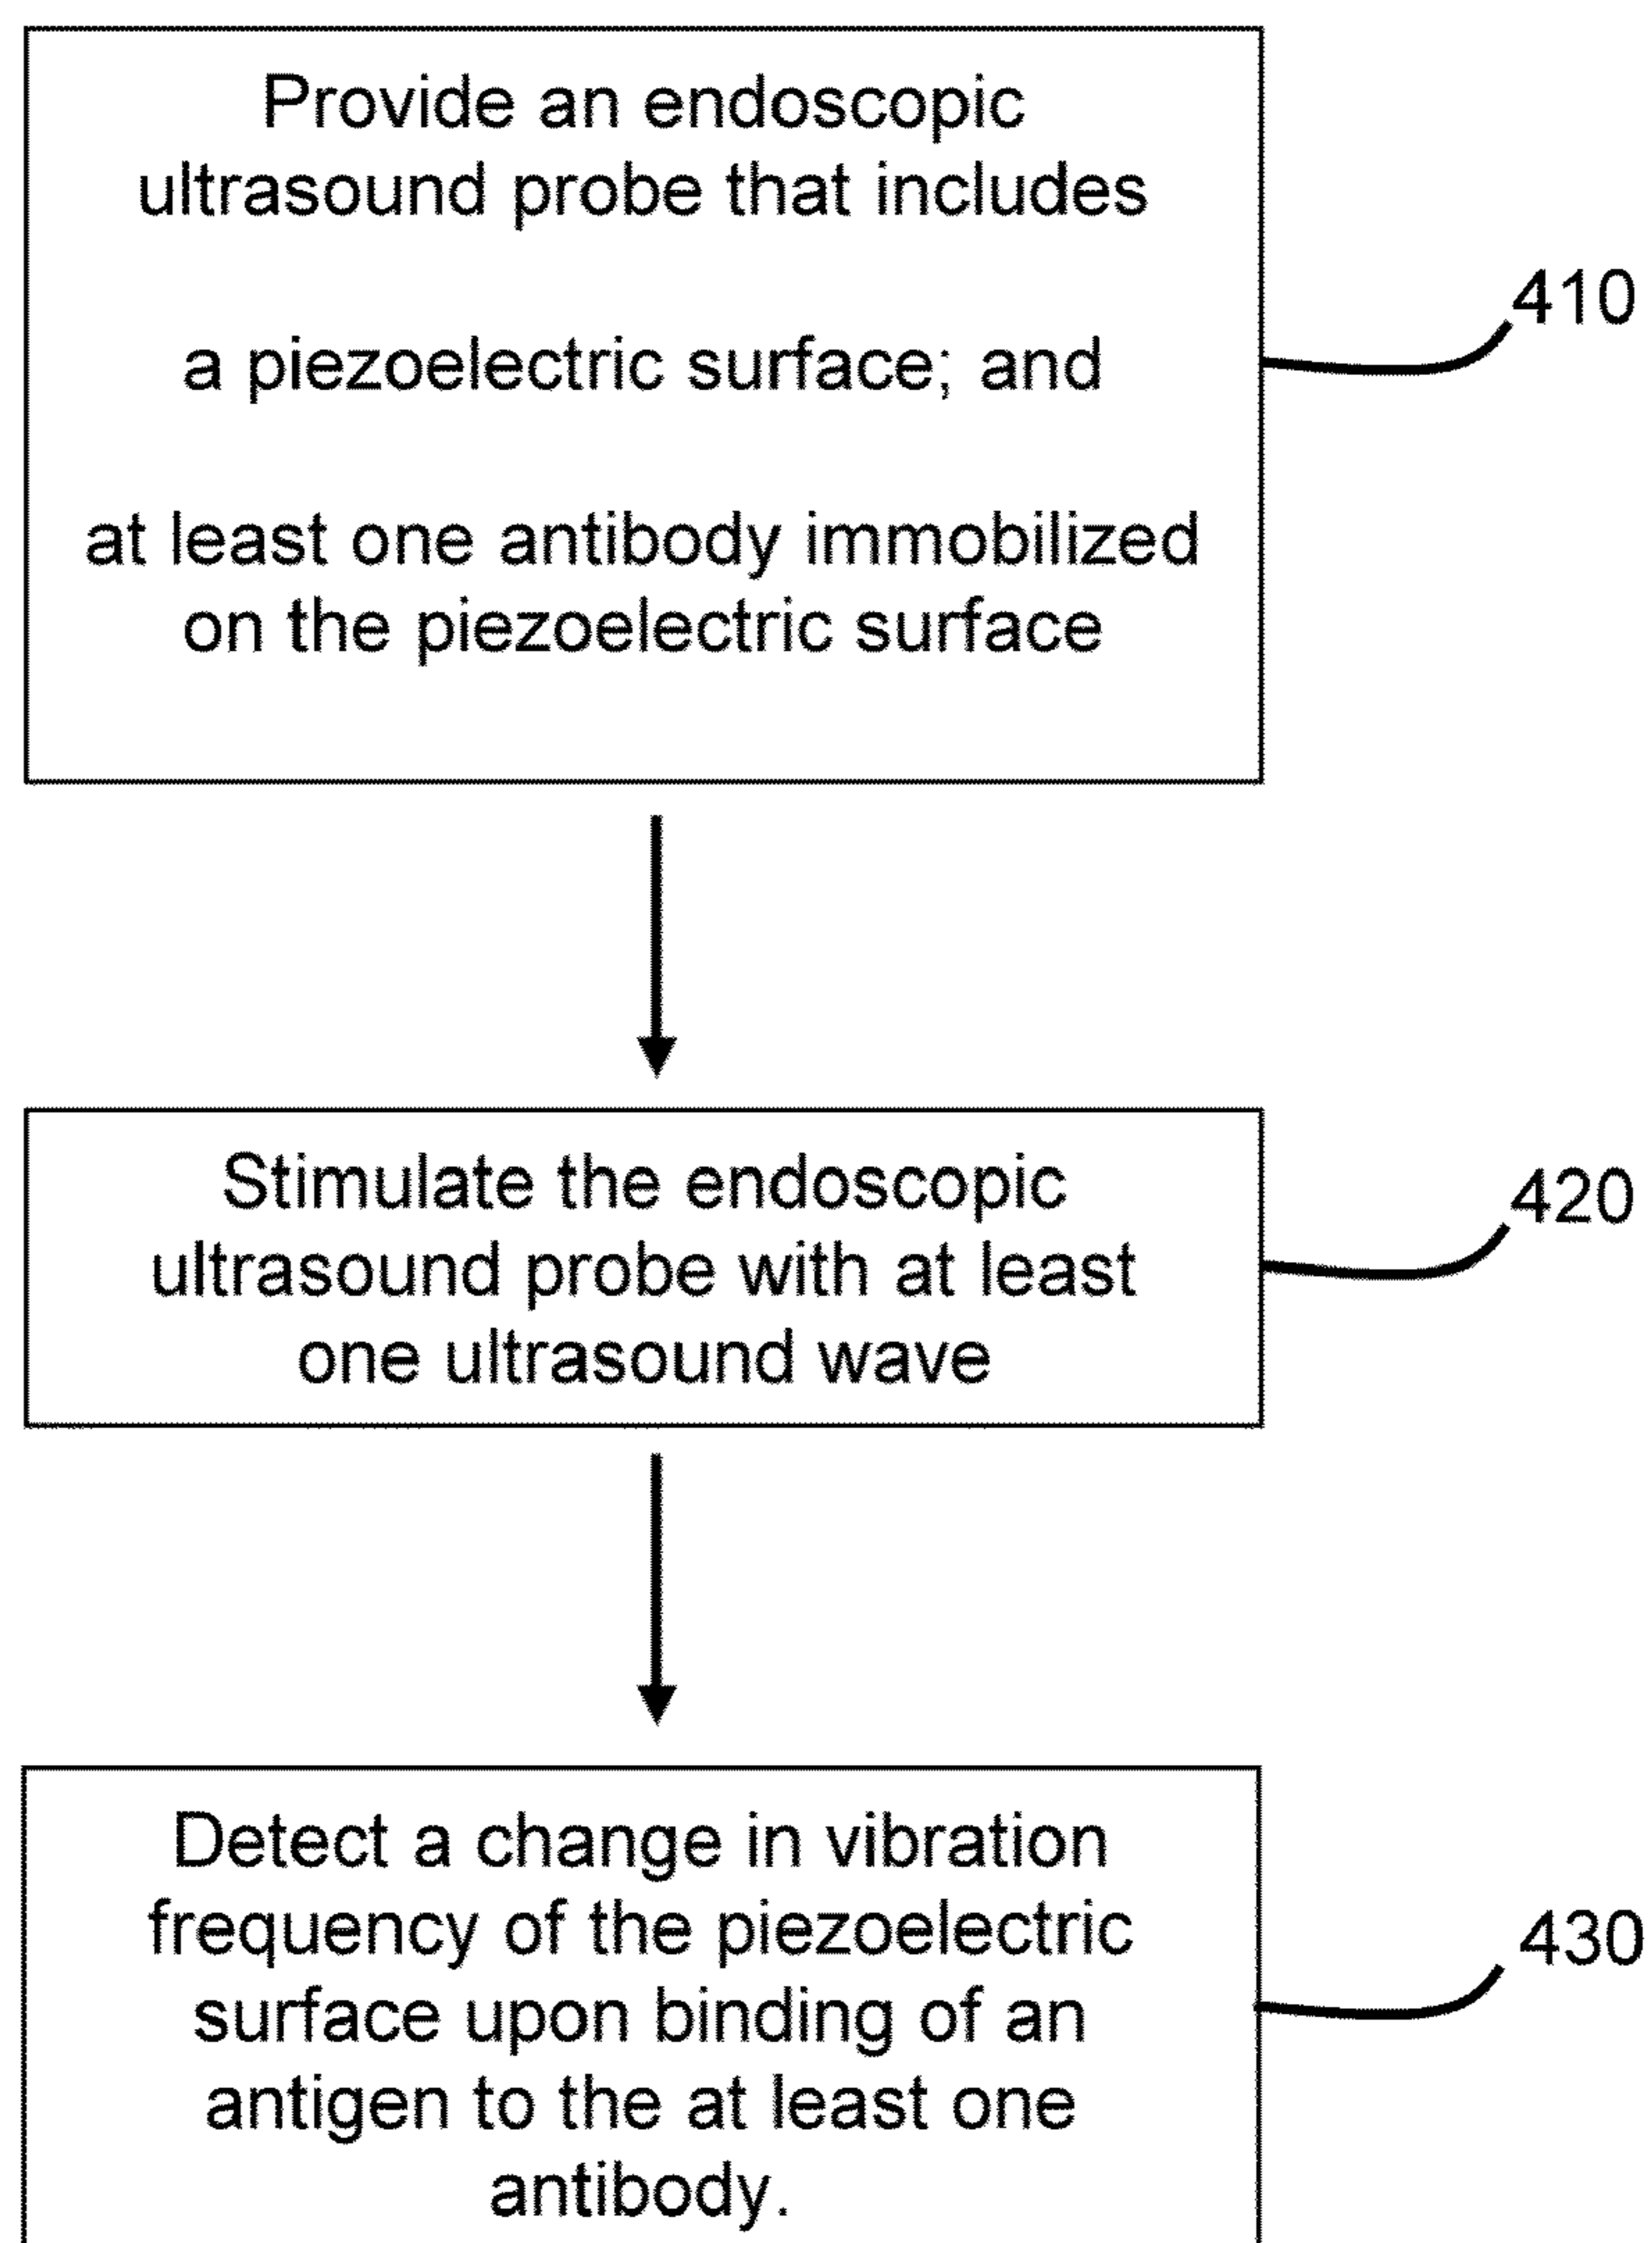 Provide an endoscopic
ultrasound probe that includes
a piezoelectric surface; and
at least one antibody immobilized
on the piezoelectric surface
410
Stimulate the endoscopic
ultrasound probe with at least
one ultrasound wave
420
Detect a change in vibration
frequency of the piezoelectric
surface upon binding of an
antigen to the at least one
antibody.
430